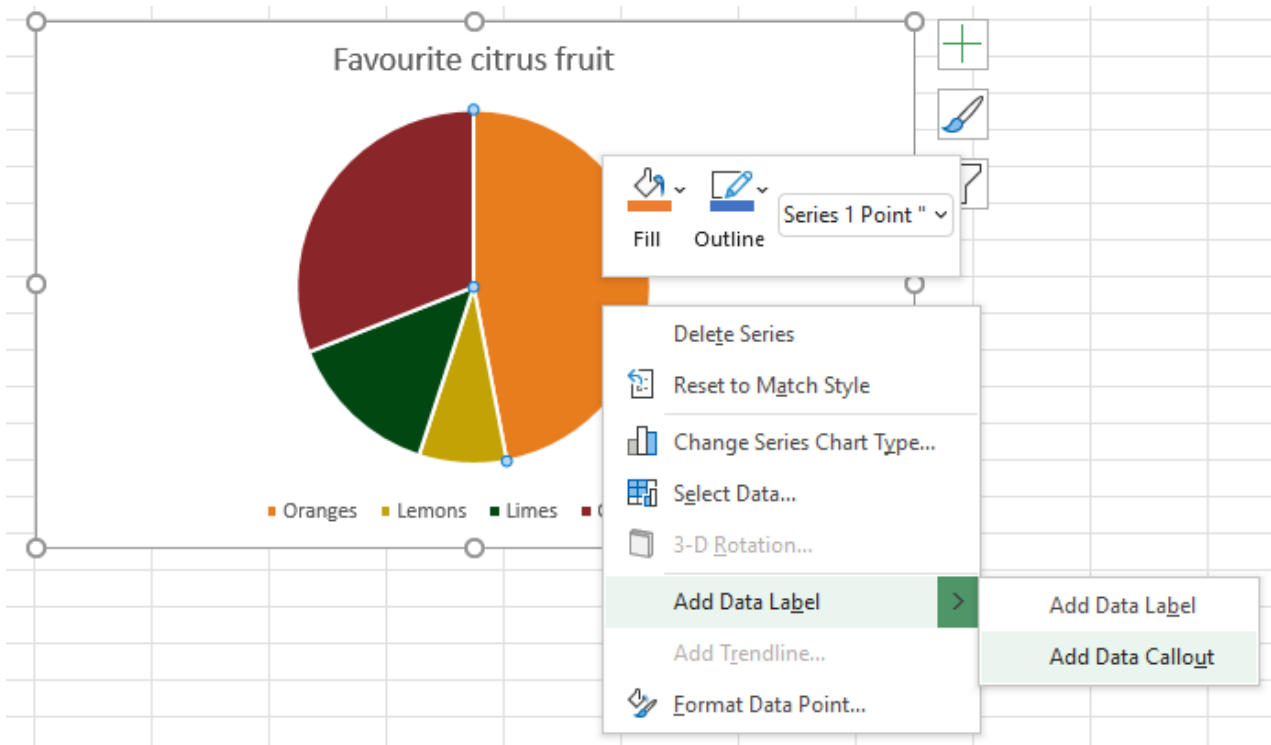 Favourite citrus fruit
Series 1 Point "
Fill Outline
Delete Series
Reset to Match Style
Change Series Chart Type...
Select Data...
Oranges Lemons Limes
3-D Rotation...
Add Data Label
Add Data Label
Add Trendline...
Add Data Callout
Format Data Point...